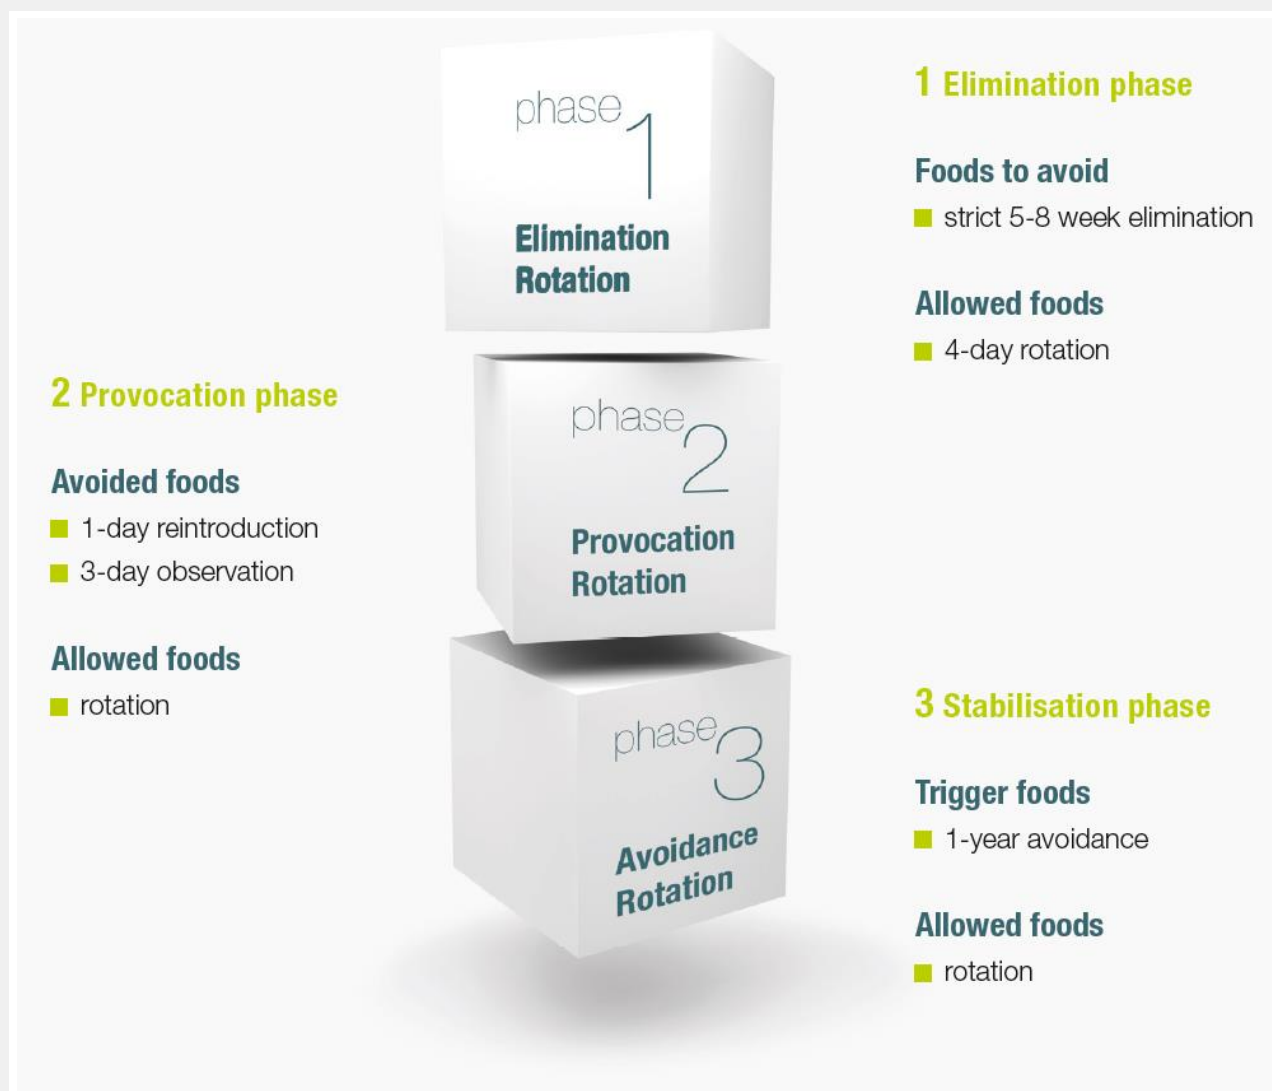 phase 1
Elimination
Rotation
1 Elimination phase
Foods to avoid
strict 5-8 week elimination
Allowed foods
4-day rotation
2 Provocation phase
Avoided foods
1-day reintroduction
3-day observation
Allowed foods
rotation
phase 2
Provocation
Rotation
phase 3
Avoidance
Rotation
3 Stabilisation phase
Trigger foods
1-year avoidance
Allowed foods
rotation